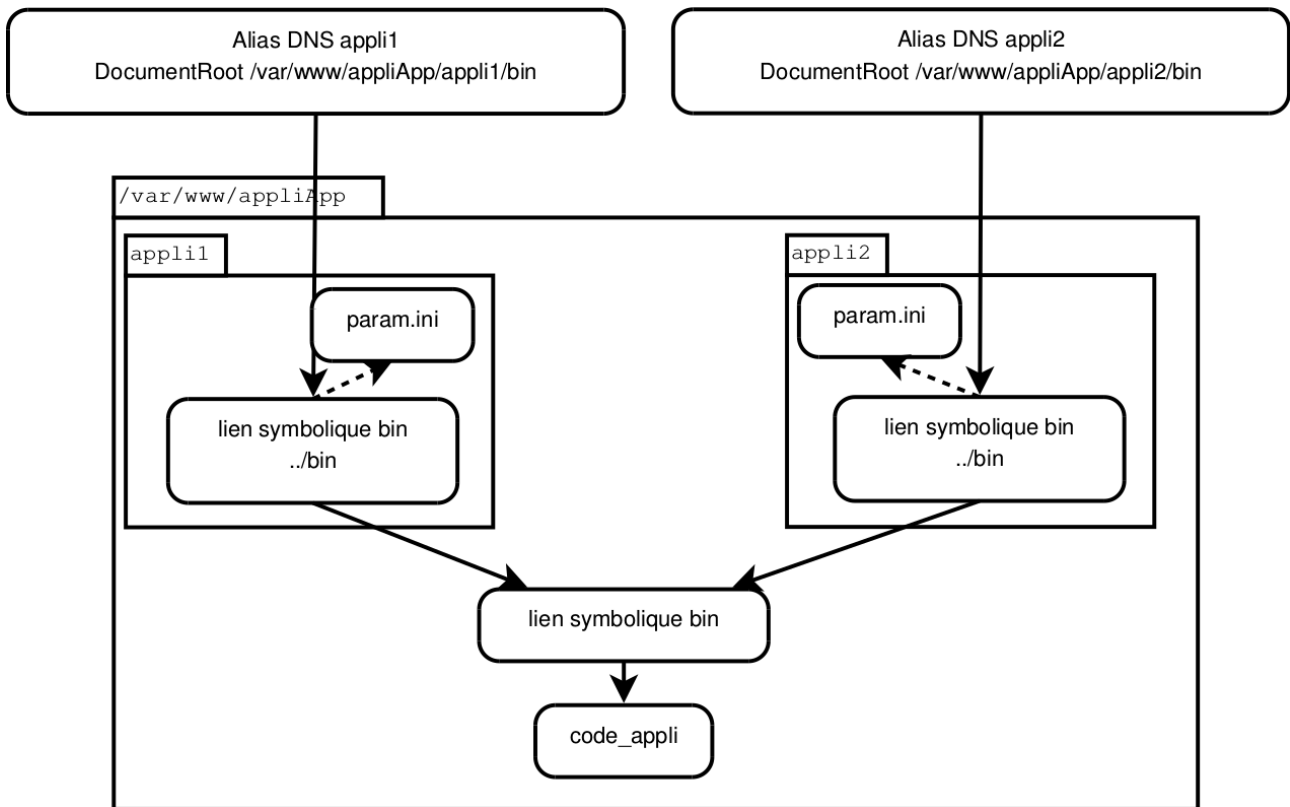 Alias DNS appli1
DocumentRoot /var/www/appliApp/appli1/bin
Alias DNS appli2
DocumentRoot /var/www/appliApp/appli2/bin
/var/www/appliApp
appli1
param.ini
lien symbolique bin
../bin
appli2
param.ini
lien symbolique bin
../bin
lien symbolique bin
code_appli